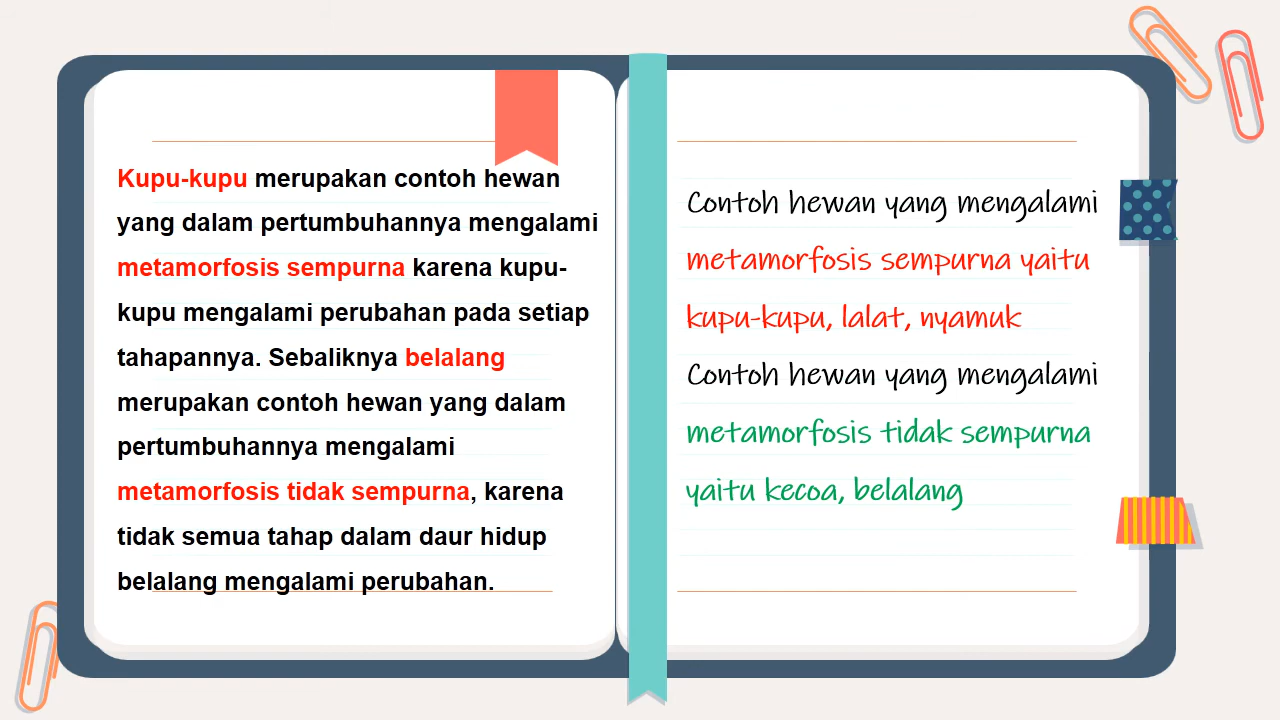 Kupu-kupu merupakan contoh hewan
yang dalam pertumbuhannya mengalami
metamorfosis sempurna karena kupu-
kupu mengalami perubahan pada setiap
tahapannya. Sebaliknya belalang
merupakan contoh hewan yang dalam
pertumbuhannya mengalami
metamorfosis tidak sempurna, karena
tidak semua tahap dalam daur hidup
belalang mengalami perubahan.
Contoh hewan yang mengalami
metamorfosis sempurna yaitu
kupu-kupu, lalat, nyamuk
Contoh hewan yang mengalami
metamorfosis tidak sempurna
yaitu kecoa, belalang